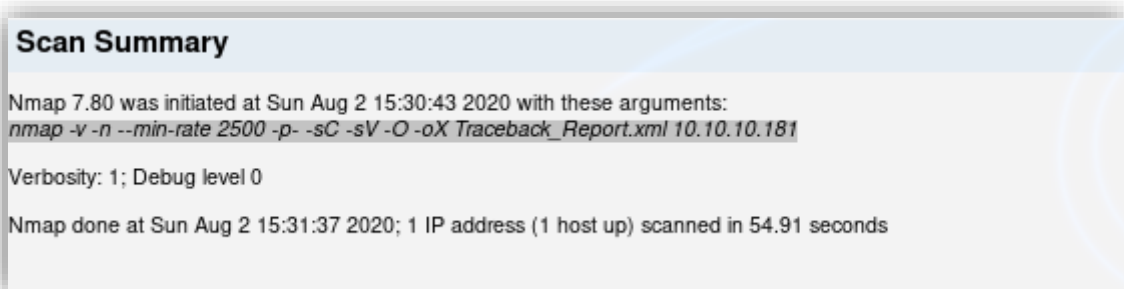 Scan Summary
Nmap 7.80 was initiated at Sun Aug 2 15:30:43 2020 with these arguments:
nmap -v -n --min-rate 2500 -p- -sC -sV -O -oX Traceback_Report.xml 10.10.10.181
Verbosity: 1; Debug level 0
Nmap done at Sun Aug 2 15:31:37 2020; 1 IP address (1 host up) scanned in 54.91 seconds